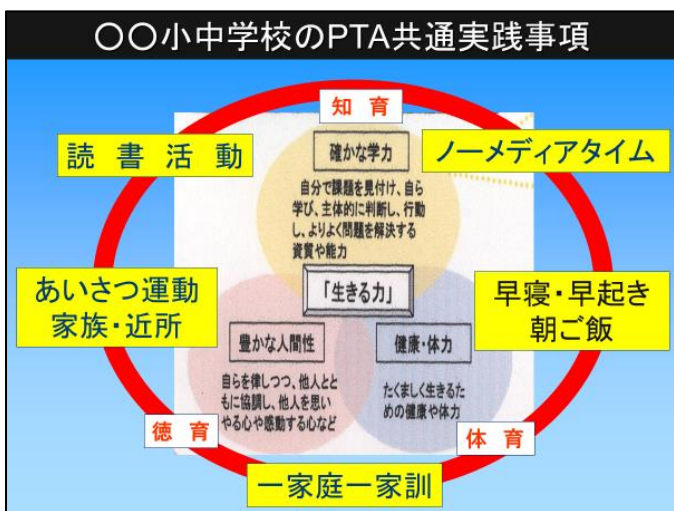 〇〇小中学校のPTA共通実践事項
知 育
読 書 活 動
ノーメディアタイム
確かな学力
自分で課題を見付け、自ら
学び、主体的に判断し、行動
し、よりよく問題を解決する
資質や能力
あいさつ運動
家族・近所
「生きる力」
早寝・早起き
朝ご飯
豊かな人間性
健康・体力
自らを律しつつ、他人とと
もに協調し、他人を思い
やる心や感動する心など
たくましく生きるた
めの健康や体力
徳 育
体 育
一家庭一家訓